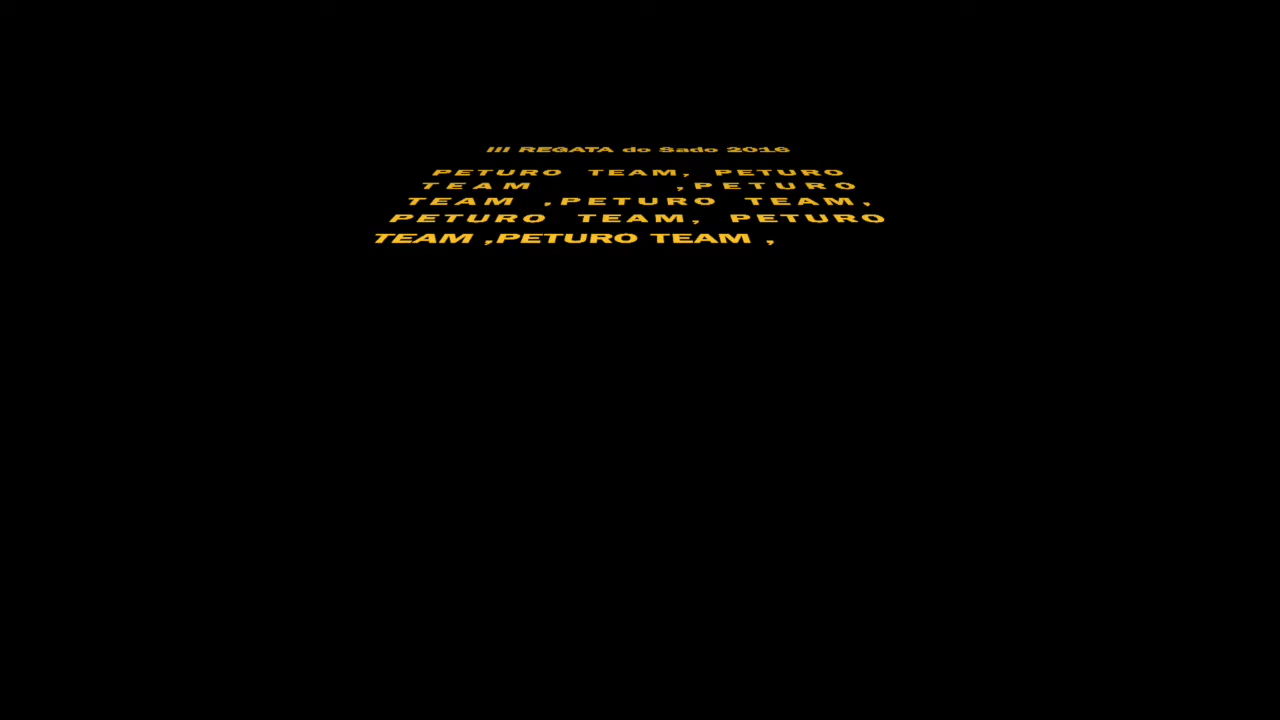 III REGATA do Sado 2016
PETURO TEAM, PETURO
TEAM ,PETURO
TEAM ,PETURO TEAM,
PETURO TEAM, PETURO
TEAM ,PETURO TEAM ,